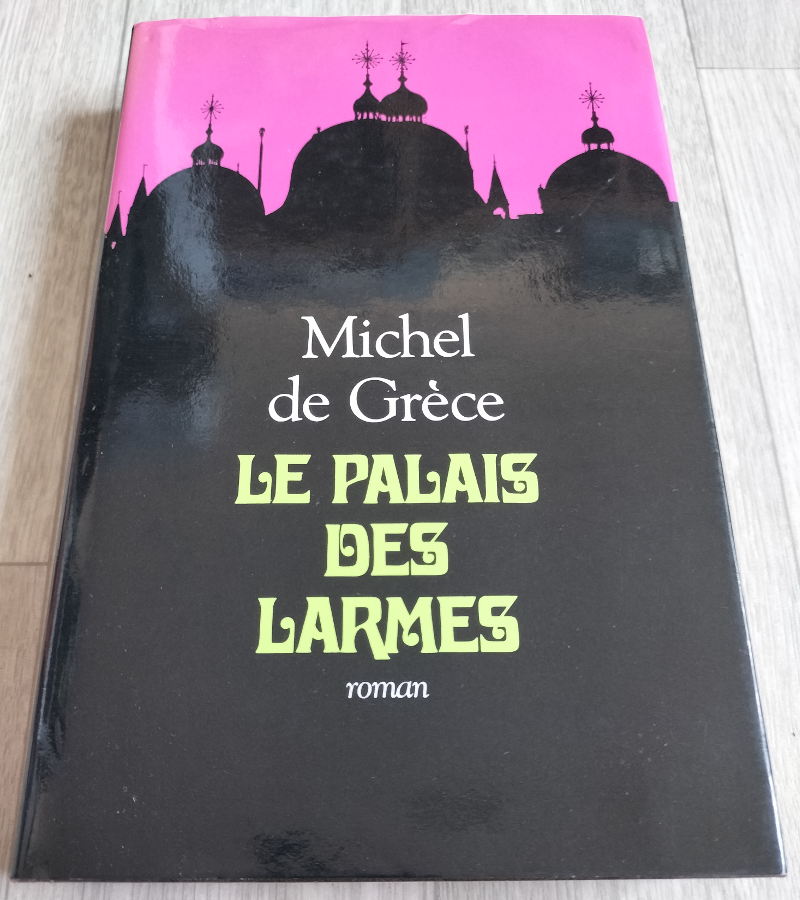 Michel
de Grèce
LE PALAIS
DES
LARMES
roman